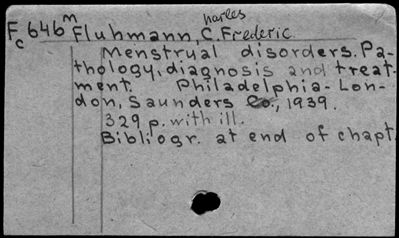 harles
Fc 646m Fluhmann, C. Frederic
Menstrual disorders. Pa-
thology, diagnosis and treat-
ment. Philadelphia-Lon-
don, Saunders Co., 1939.
329 p. with ill.
Bibliogr. at end of chapt.